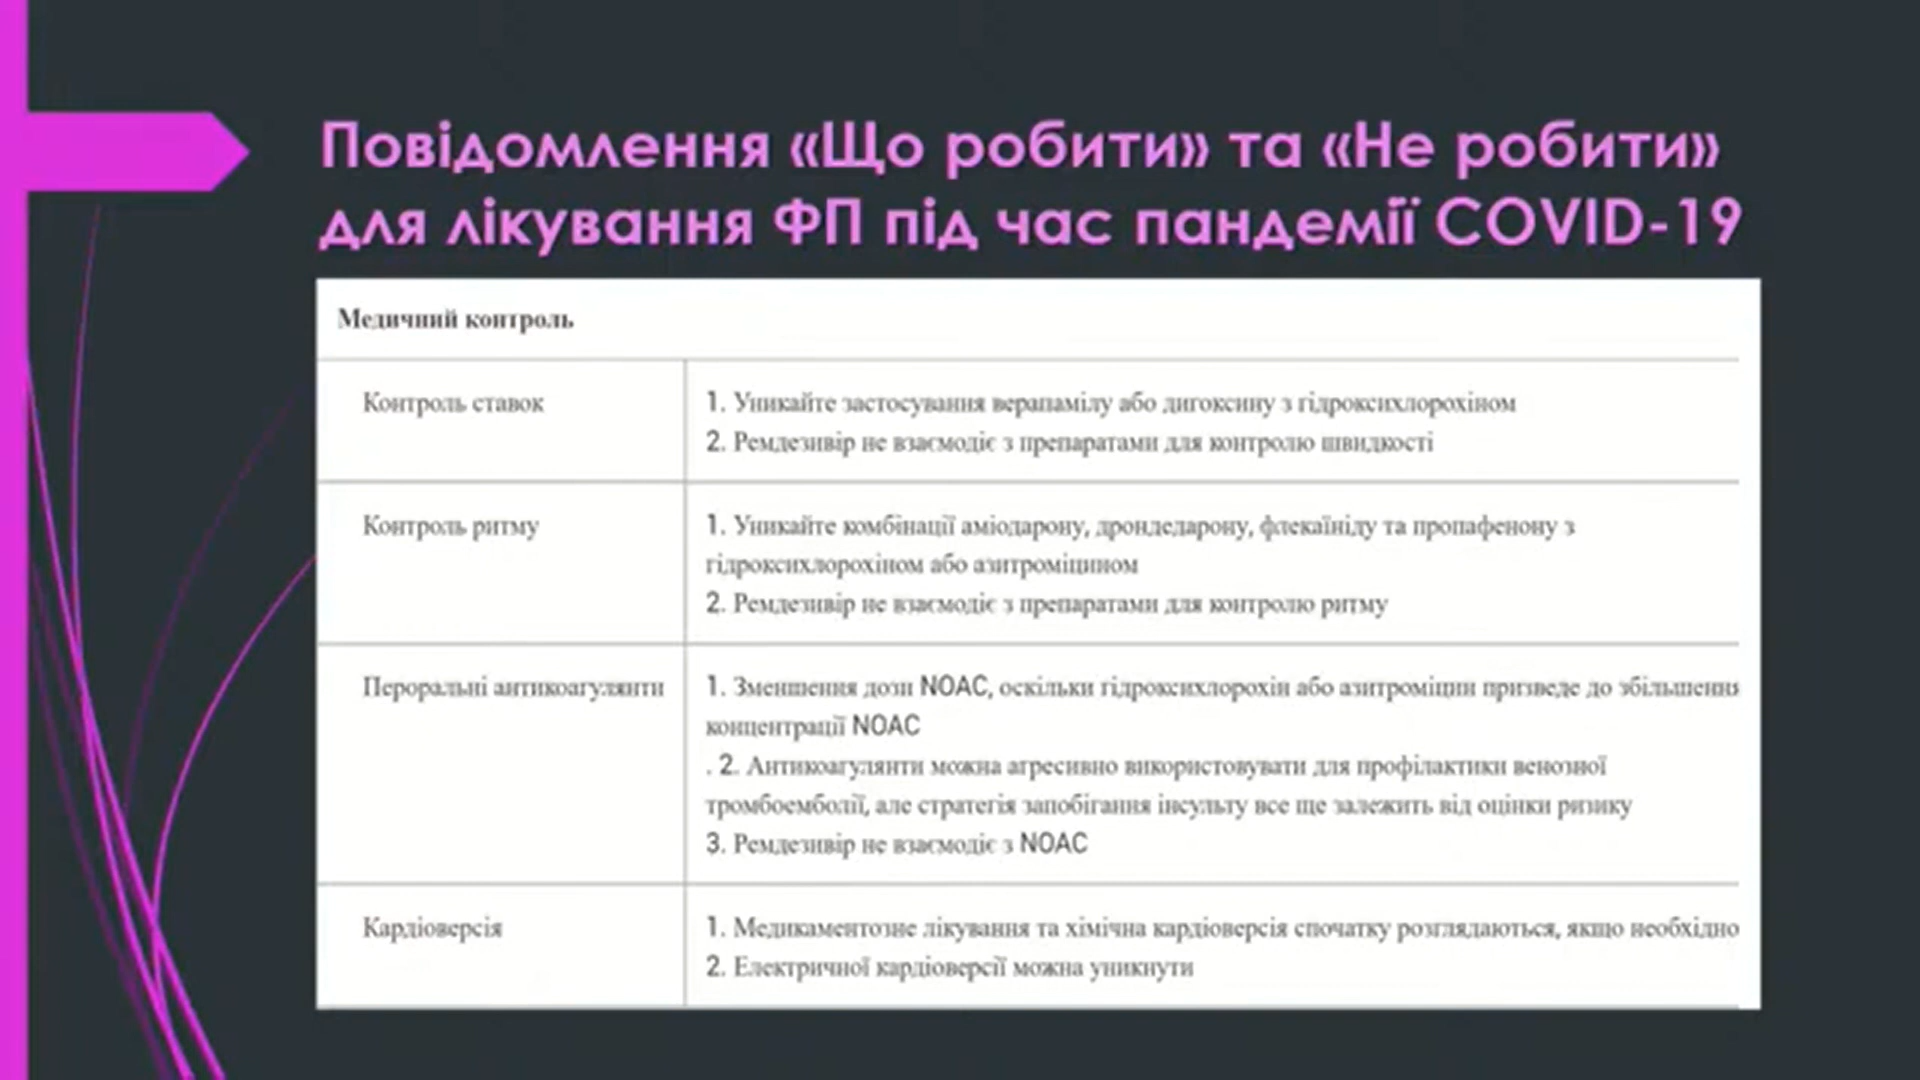 Повідомлення «Що робити» та «Не робити»
для лікування ФП під час пандемії COVID-19
Медичний контроль
Контроль ставок
1. Уникайте застосування верапамілу або дигоксину з гідроксихлорохіном
2. Ремдезивір не взаємодіє з препаратами для контролю швидкості
Контроль ритму
1. Уникайте комбінації аміодарону, дрондедарону, флекаїніду та пропафенону з
гідроксихлорохіном або азитроміцином
2. Ремдезивір не взаємодіє з препаратами для контролю ритму
Пероральні антикоагулянти
1. Зменшення дози NOAC, оскільки гідроксихлорохін або азитроміцин призведе до збільшення
концентрації NOAC
. 2. Антикоагулянти можна агресивно використовувати для профілактики венозної
тромбоемболії, але стратегія запобігання інсульту все ще залежить від оцінки ризику
3. Ремдезивір не взаємодіє з NOAC
Кардіоверсія
1. Медикаментозне лікування та хімічна кардіоверсія спочатку розглядаються, якщо необхідно
2. Електричної кардіоверсії можна уникнути